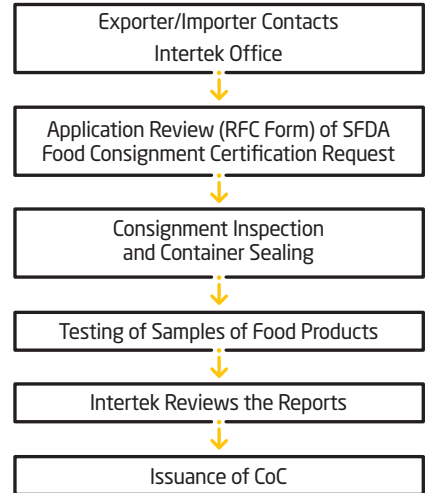 Exporter/Importer Contacts
Intertek Office
Application Review (RFC Form) of SFDA
Food Consignment Certification Request
Consignment Inspection
and Container Sealing
Testing of Samples of Food Products
Intertek Reviews the Reports
Issuance of CoC